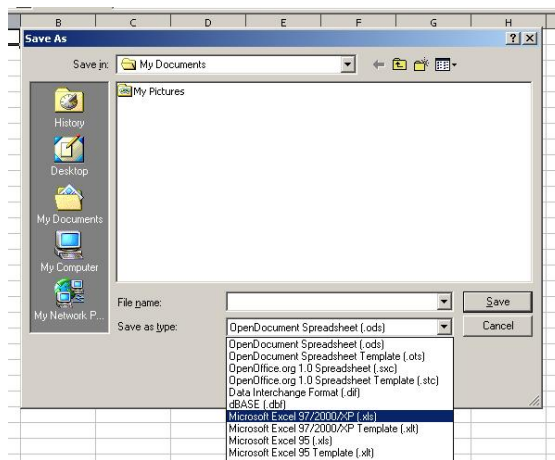 B C D E F G H
Save As
Save in: My Documents
My Pictures
History
Desktop
My Documents
My Computer
My Network P...
File name:
Save
Save as type: OpenDocument Spreadsheet (.ods)
Cancel
OpenDocument Spreadsheet (.ods)
OpenDocument Spreadsheet Template (.ots)
OpenOffice.org 1.0 Spreadsheet (.sxc)
OpenOffice.org 1.0 Spreadsheet Template (.stc)
Data Interchange Format (.dif)
dBASE (.dbf)
Microsoft Excel 97/2000/XP (.xls)
Microsoft Excel 97/2000/XP Template (.xlt)
Microsoft Excel 95 (.xls)
Microsoft Excel 95 Template (.xlt)